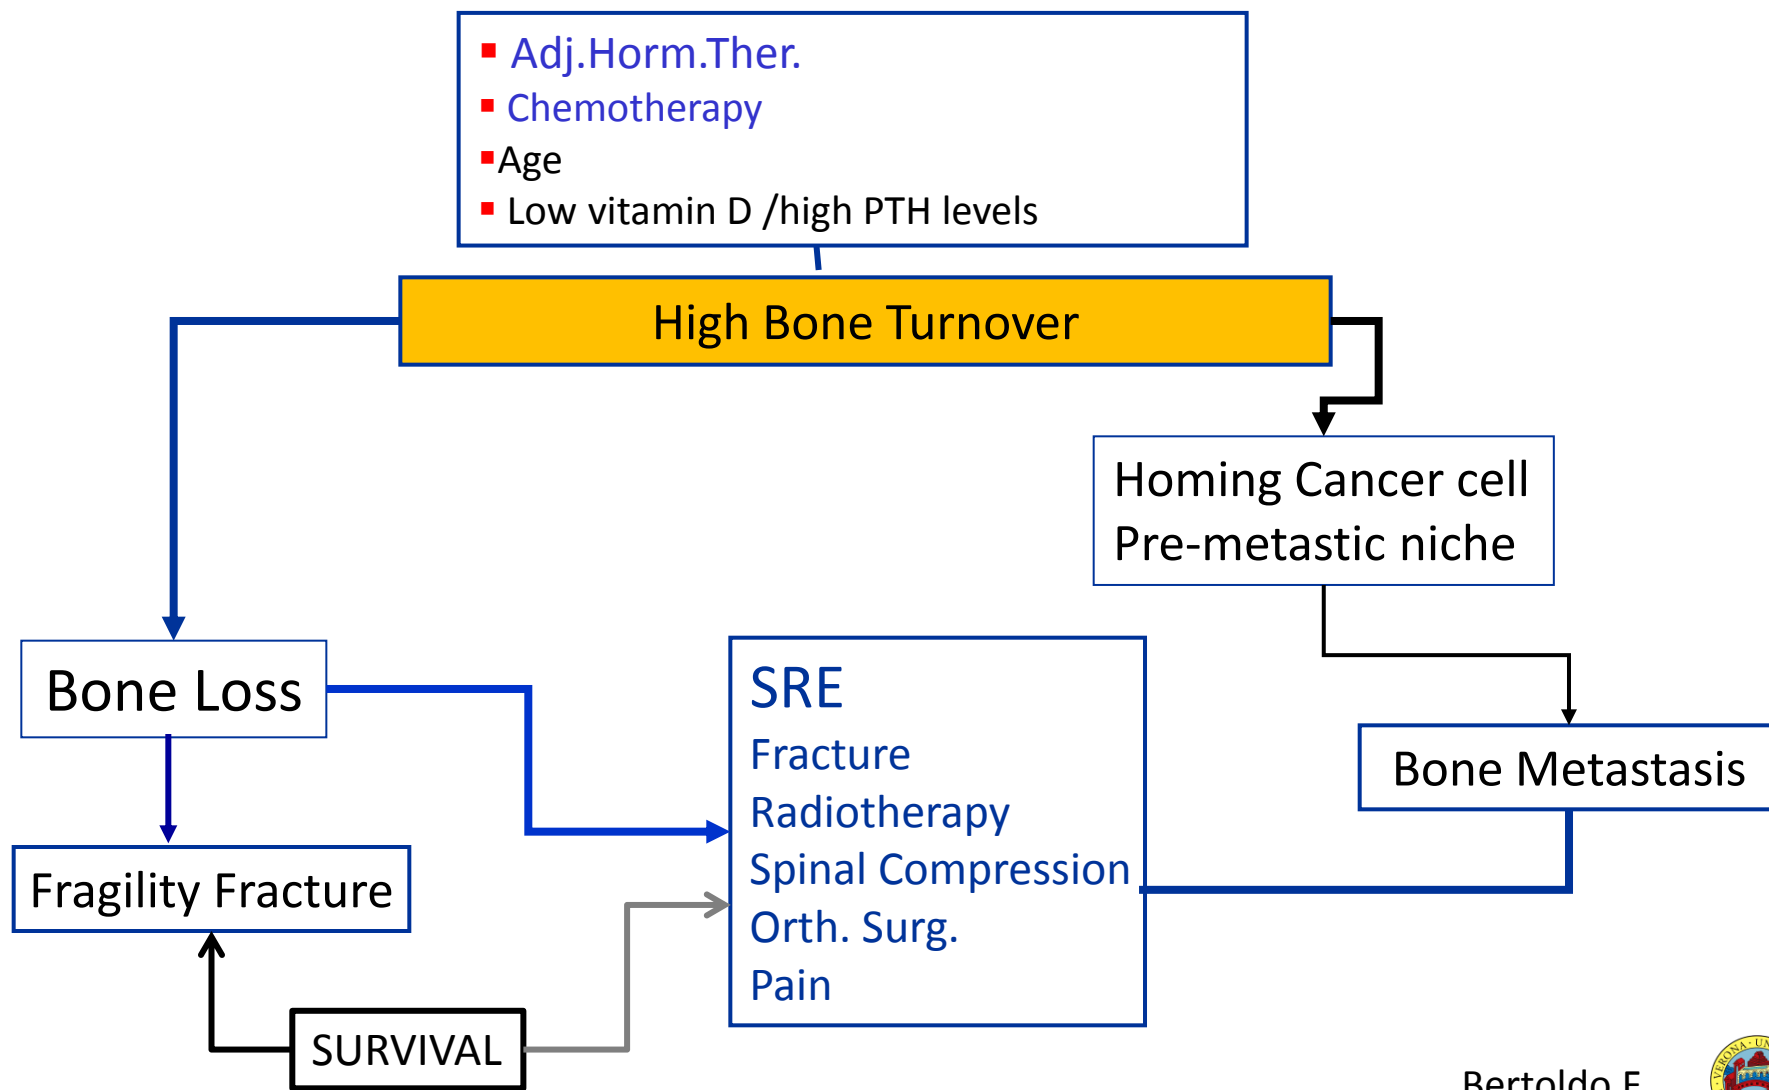 ▪ Adj.Horm.Ther.
▪ Chemotherapy
▪Age
▪ Low vitamin D /high PTH levels
High Bone Turnover
Homing Cancer cell
Pre-metastic niche
Bone Loss
SRE
Fracture
Radiotherapy
Spinal Compression
Orth. Surg.
Pain
Bone Metastasis
Fragility Fracture
SURVIVAL
Bertoldo F
VERONA